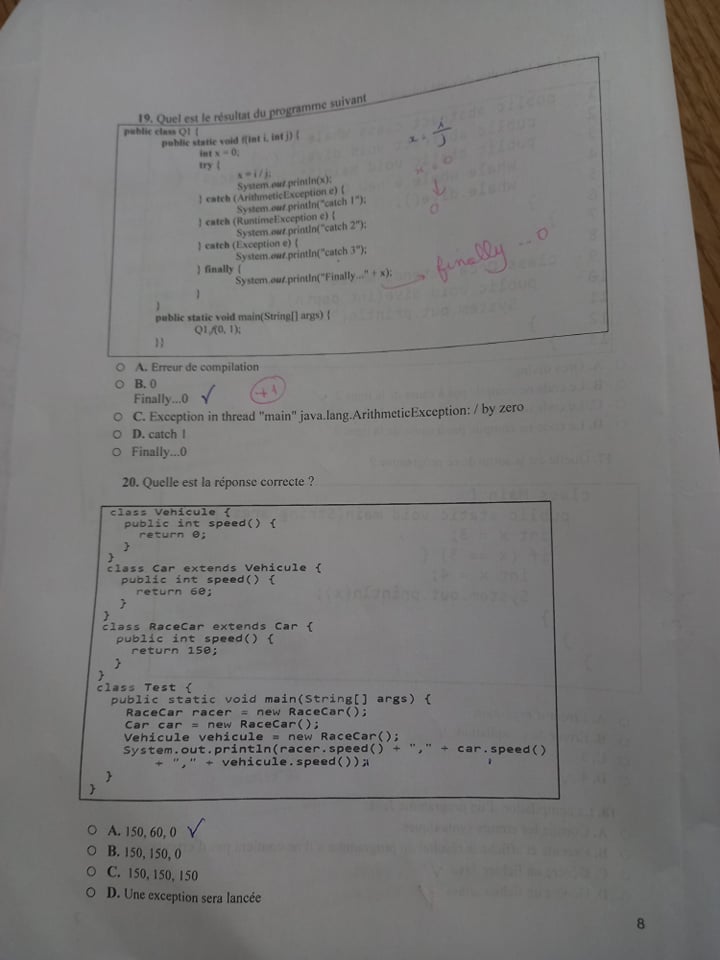 19. Quel est le résultat du programme suivant
public class Q1 {
public static void f(int i, int j) {
int x = 0;
try {
x = i / j;
System.out.println(x);
} catch (ArithmeticException e) {
System.out.println("catch 1");
} catch (RuntimeException e) {
System.out.println("catch 2");
} catch (Exception e) {
System.out.println("catch 3");
} finally {
System.out.println("Finally..." + x);
}
}
public static void main(String[] args) {
Q1.f(0, 1);
}}
x = i/j
x = 0
0
finally ... 0
A. Erreur de compilation
B. 0
Finally...0
+1
C. Exception in thread "main" java.lang.ArithmeticException: / by zero
D. catch 1
Finally...0
20. Quelle est la réponse correcte ?
class Vehicule {
public int speed() {
return 0;
}
}
class Car extends Vehicule {
public int speed() {
return 60;
}
}
class RaceCar extends Car {
public int speed() {
return 150;
}
}
class Test {
public static void main(String[] args) {
RaceCar racer = new RaceCar();
Car car = new RaceCar();
Vehicule vehicule = new RaceCar();
System.out.println(racer.speed() + "," + car.speed()
+ "," + vehicule.speed());
}
}
A. 150, 60, 0
B. 150, 150, 0
C. 150, 150, 150
D. Une exception sera lancée
8